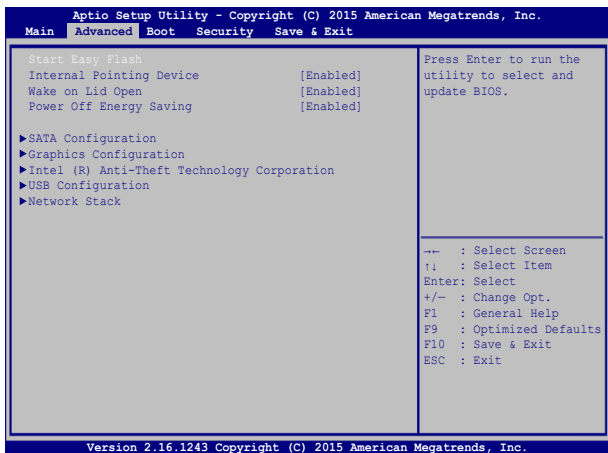 Aptio Setup Utility - Copyright (C) 2015 American Megatrends, Inc.
Main Advanced Boot Security Save & Exit
Start Easy Flash
Internal Pointing Device [Enabled]
Wake on Lid Open [Enabled]
Power Off Energy Saving [Enabled]
▶SATA Configuration
▶Graphics Configuration
▶Intel (R) Anti-Theft Technology Corporation
▶USB Configuration
▶Network Stack
Press Enter to run the
utility to select and
update BIOS.
→← : Select Screen
↑↓ : Select Item
Enter: Select
+/— : Change Opt.
F1 : General Help
F9 : Optimized Defaults
F10 : Save & Exit
ESC : Exit
Version 2.16.1243 Copyright (C) 2015 American Megatrends, Inc.